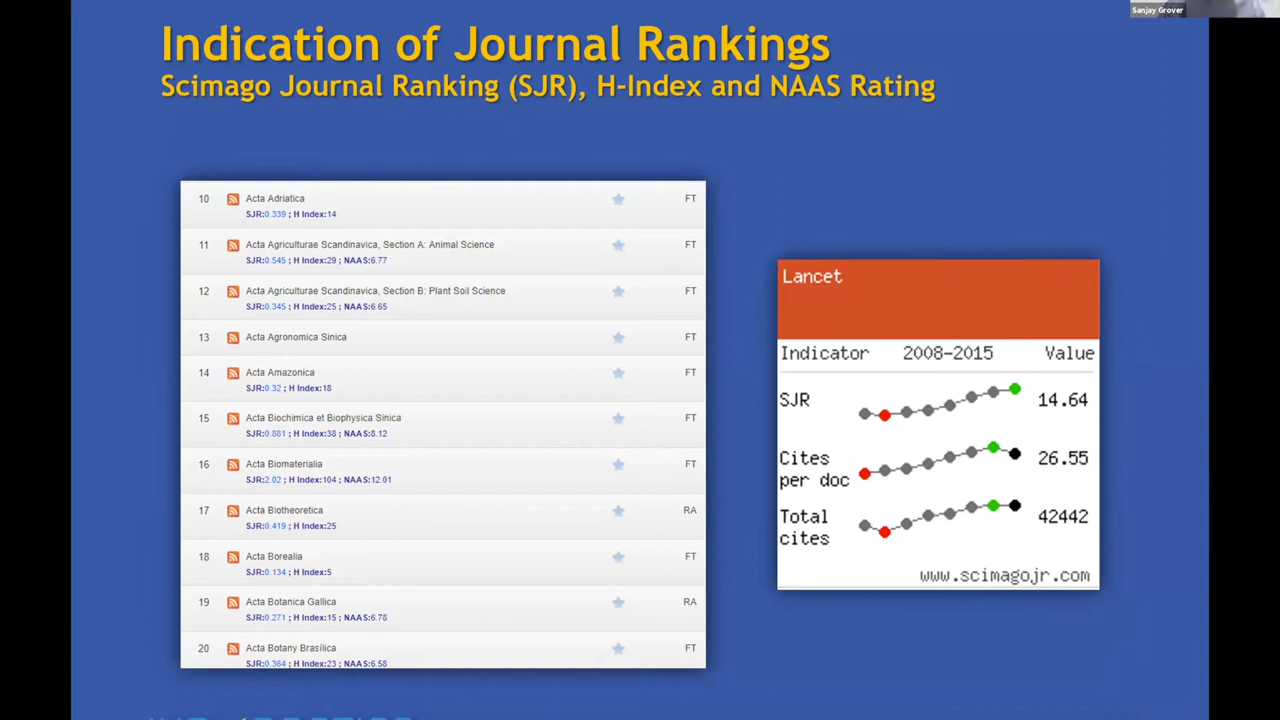 Sanjay Grover
Indication of Journal Rankings
Scimago Journal Ranking (SJR), H-Index and NAAS Rating
10 Acta Adriatica FT
SJR:0.339 ; H Index:14
11 Acta Agriculturae Scandinavica, Section A: Animal Science FT
SJR:0.545 ; H Index:29 ; NAAS:6.77
12 Acta Agriculturae Scandinavica, Section B: Plant Soil Science FT
SJR:0.345 ; H Index:25 ; NAAS:6.65
13 Acta Agronomica Sinica FT
14 Acta Amazonica FT
SJR:0.32 ; H Index:18
15 Acta Biochimica et Biophysica Sinica FT
SJR:0.881 ; H Index:38 ; NAAS:8.12
16 Acta Biomaterialia FT
SJR:2.02 ; H Index:104 ; NAAS:12.01
17 Acta Biotheoretica RA
SJR:0.419 ; H Index:25
18 Acta Borealia FT
SJR:0.134 ; H Index:5
19 Acta Botanica Gallica RA
SJR:0.271 ; H Index:15 ; NAAS:6.78
20 Acta Botany Brasílica FT
SJR:0.364 ; H Index:23 ; NAAS:6.58
Lancet
Indicator 2008-2015 Value
SJR 14.64
Cites
per doc 26.55
Total
cites 42442
www.scimagojr.com